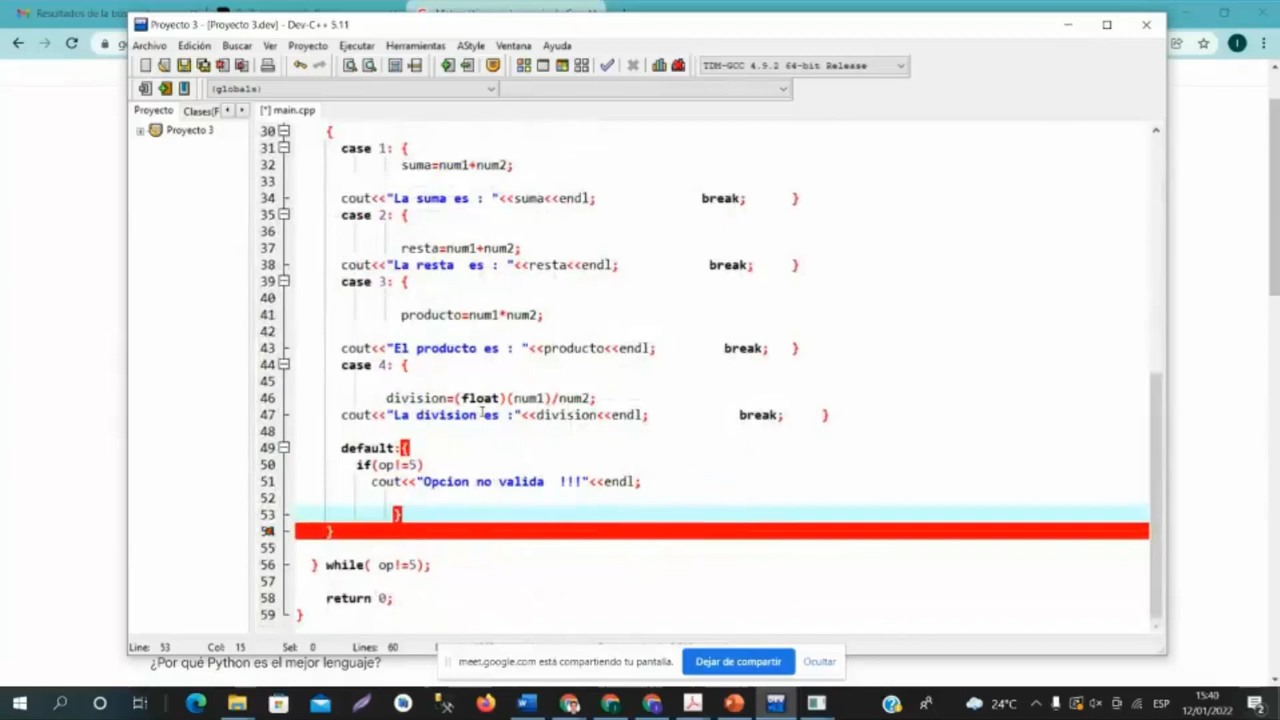 Resultados de la bús
Proyecto 3 - [Proyecto 3.dev] - Dev-C++ 5.11
Archivo Edición Buscar Ver Proyecto Ejecutar Herramientas AStyle Ventana Ayuda
TDM-GCC 4.9.2 64-bit Release
(globals)
Proyecto Clases(F [*] main.cpp
Proyecto 3
30 {
31 case 1: {
32 suma=num1+num2;
33
34 cout<<"La suma es : "<<suma<<endl; break; }
35 case 2: {
36
37 resta=num1+num2;
38 cout<<"La resta  es : "<<resta<<endl; break; }
39 case 3: {
40
41 producto=num1*num2;
42
43 cout<<"El producto es : "<<producto<<endl; break; }
44 case 4: {
45
46 division=(float)(num1)/num2;
47 cout<<"La division es :"<<division<<endl; break; }
48
49 default:{
50 if(op!=5)
51 cout<<"Opcion no valida  !!!"<<endl;
52
53 }
54 }
55
56 } while( op!=5);
57
58 return 0;
59 }
Line: 53 Col: 15 Sel: 0 Lines: 60
meet.google.com está compartiendo tu pantalla. Dejar de compartir Ocultar
¿Por qué Python es el mejor lenguaje?
24°C ESP 15:40
12/01/2022